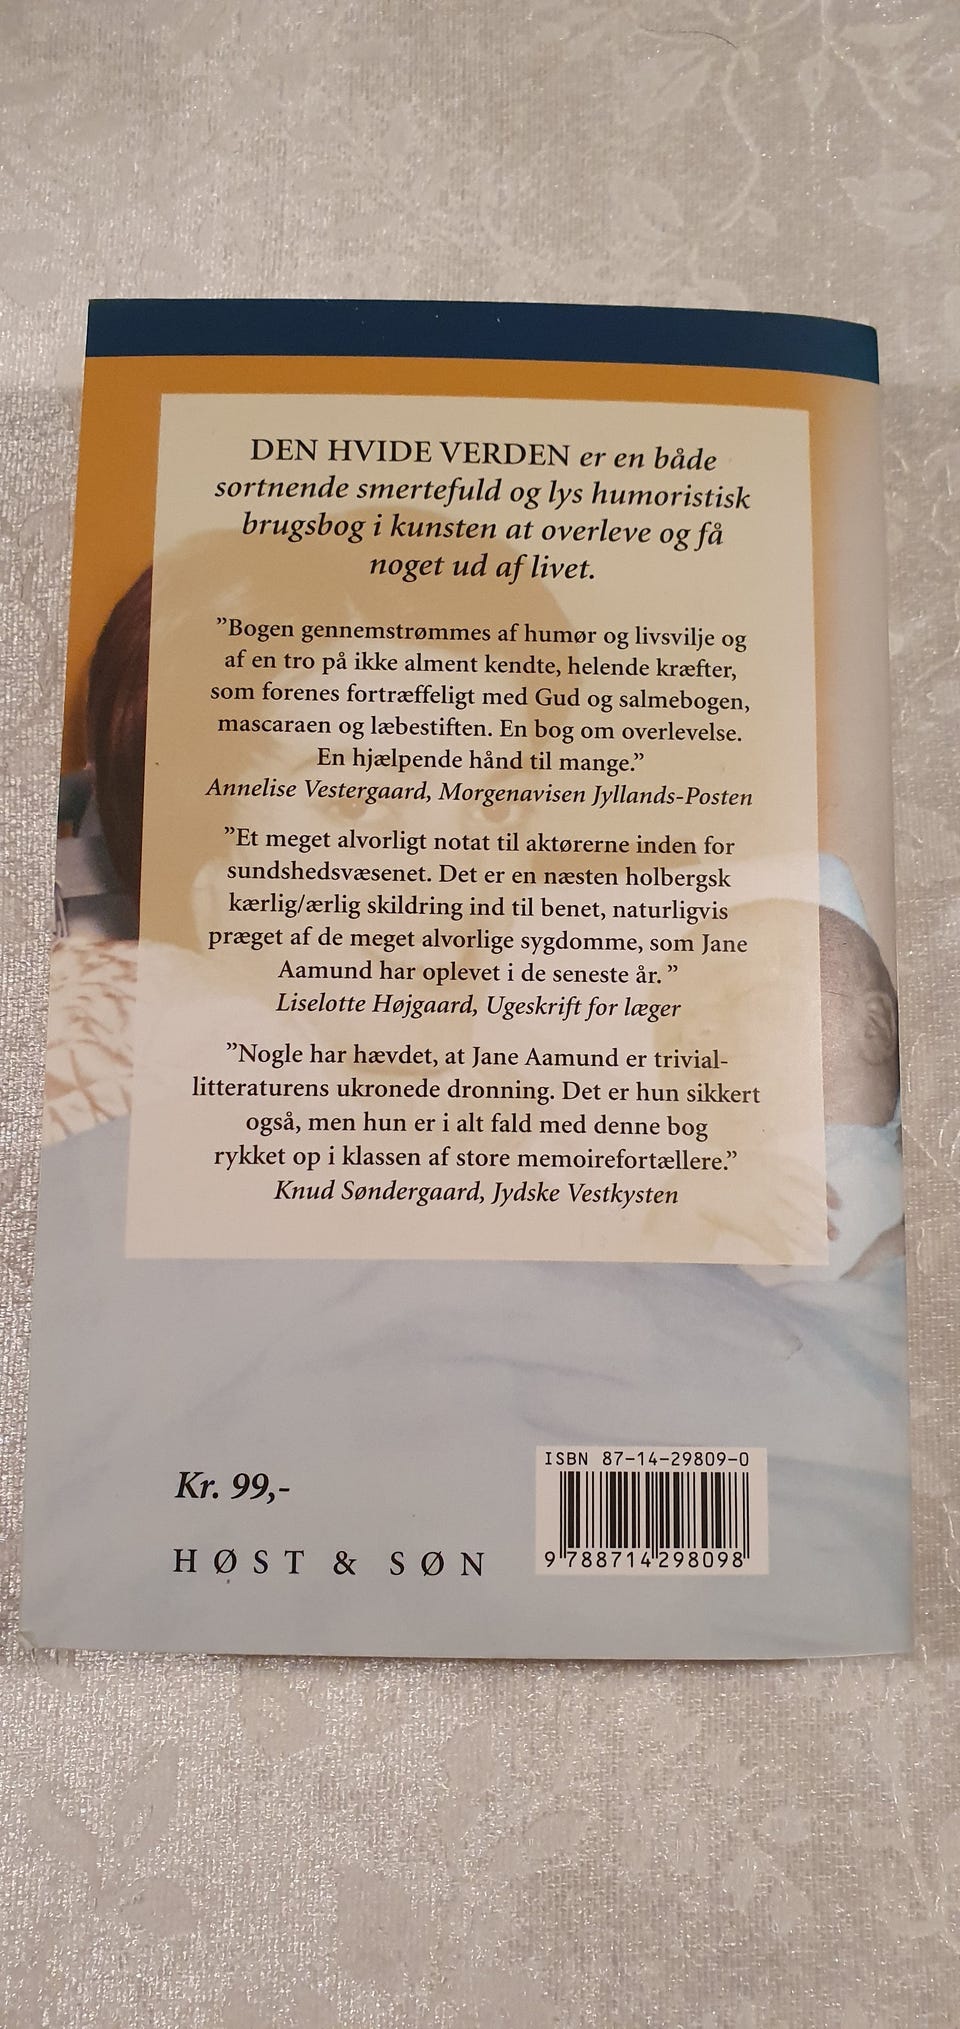 DEN HVIDE VERDEN er en både
sortnende smertefuld og lys humoristisk
brugsbog i kunsten at overleve og få
noget ud af livet.
”Bogen gennemstrømmes af humør og livsvilje og
af en tro på ikke alment kendte, helende kræfter,
som forenes fortræffeligt med Gud og salmebogen,
mascaraen og læbestiften. En bog om overlevelse.
En hjælpende hånd til mange.”
Annelise Vestergaard, Morgenavisen Jyllands-Posten
”Et meget alvorligt notat til aktørerne inden for
sundshedsvæsenet. Det er en næsten holbergsk
kærlig/ærlig skildring ind til benet, naturligvis
præget af de meget alvorlige sygdomme, som Jane
Aamund har oplevet i de seneste år. ”
Liselotte Højgaard, Ugeskrift for læger
”Nogle har hævdet, at Jane Aamund er trivial-
litteraturens ukronede dronning. Det er hun sikkert
også, men hun er i alt fald med denne bog
rykket op i klassen af store memoirefortællere.”
Knud Søndergaard, Jydske Vestkysten
ISBN 87-14-29809-0
Kr. 99,-
9 788714 298098
HØST & SØN